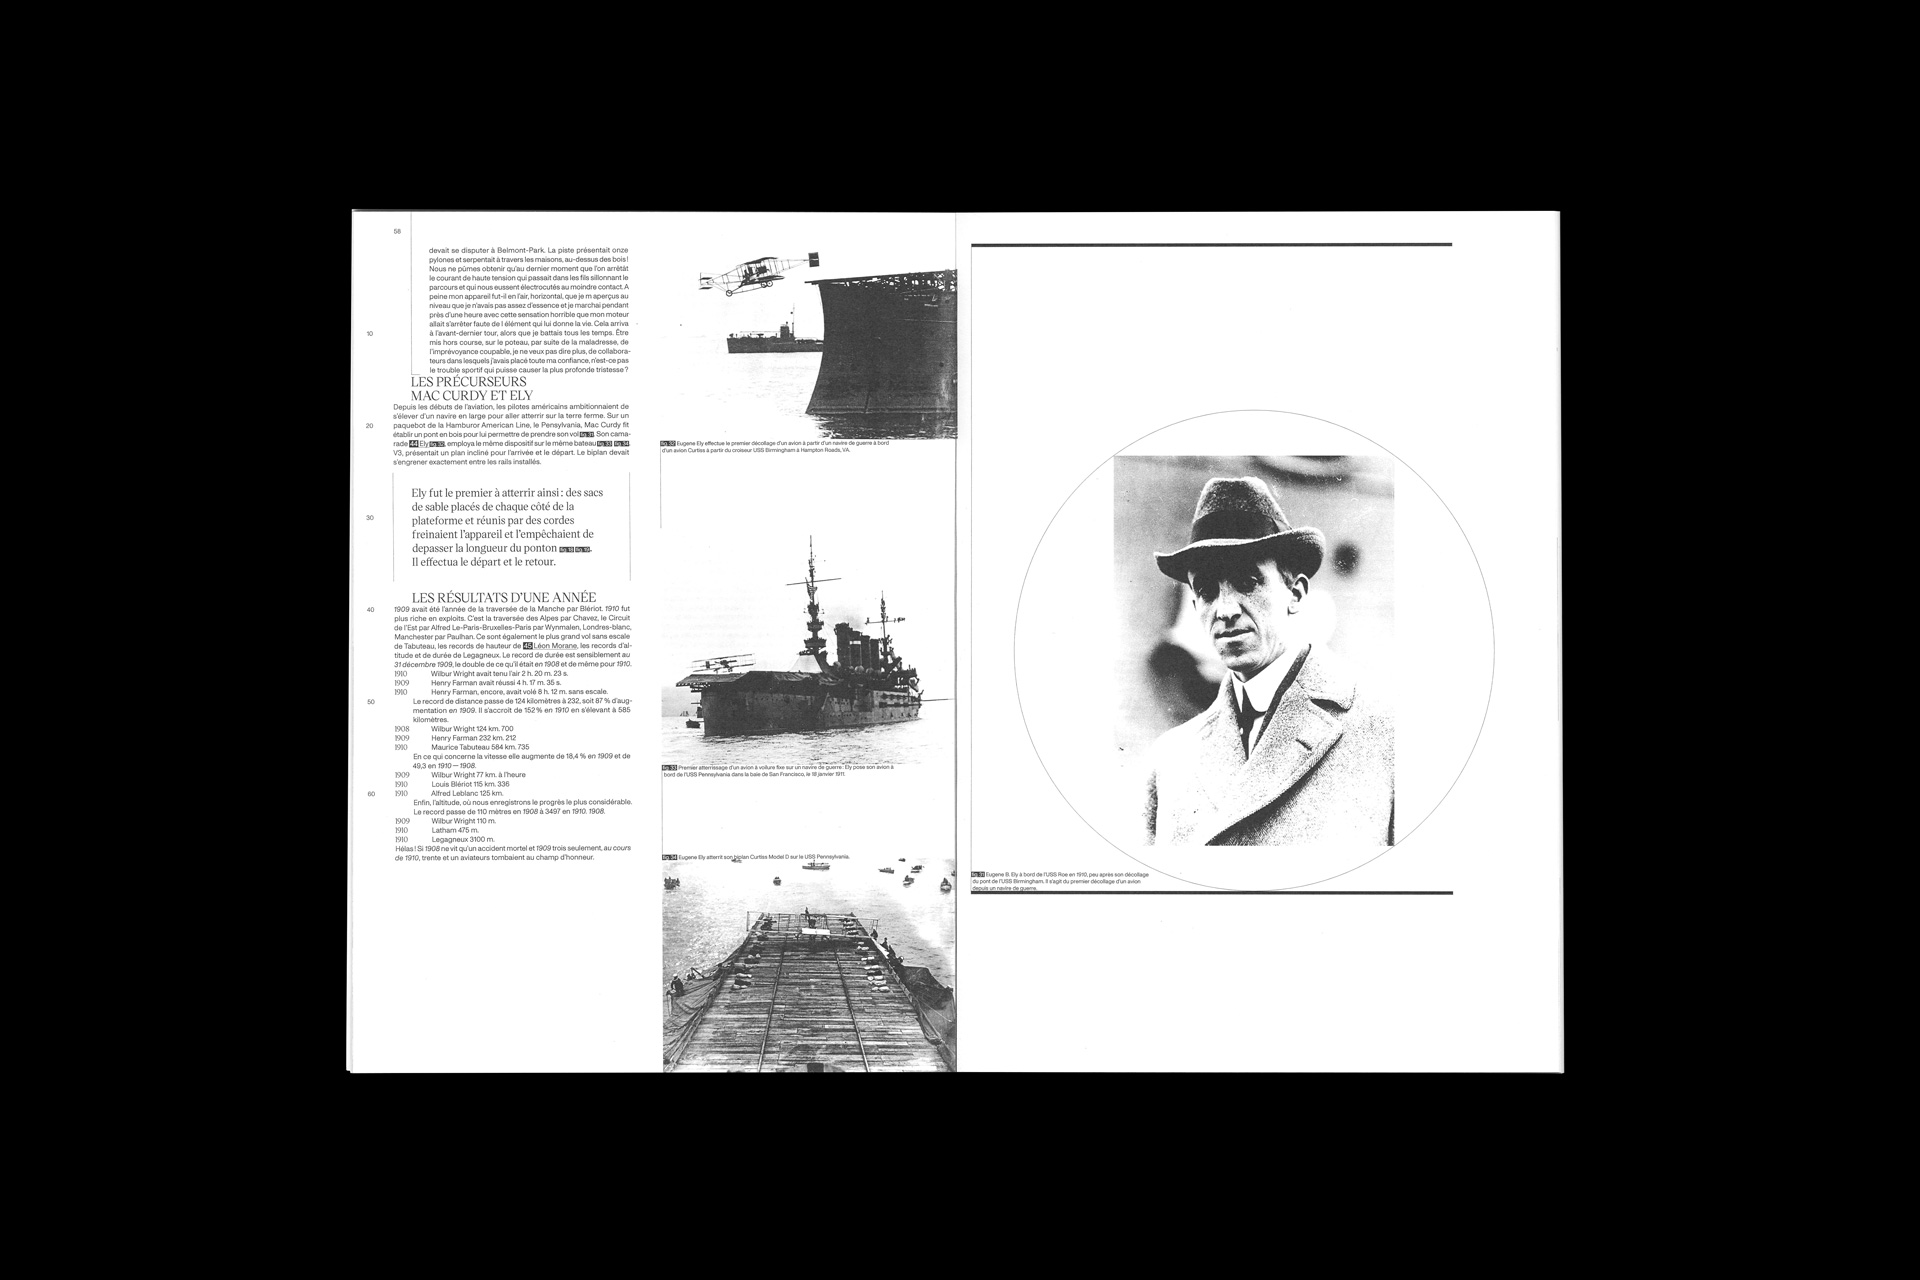 58
devait se disputer à Belmont-Park. La piste présentait onze
pylones et serpentait à travers les maisons, au-dessus des bois !
Nous ne pûmes obtenir qu'au dernier moment que l'on arrêtât
le courant de haute tension qui passait dans les fils sillonnant le
parcours et qui nous eussent électrocutés au moindre contact. A
peine mon appareil fut-il en l'air, horizontal, que je m aperçus au
niveau que je n'avais pas assez d'essence et je marchai pendant
près d'une heure avec cette sensation horrible que mon moteur
allait s'arrêter faute de l élément qui lui donne la vie. Cela arriva
10
à l'avant-dernier tour, alors que je battais tous les temps. Être
mis hors course, sur le poteau, par suite de la maladresse, de
l'imprévoyance coupable, je ne veux pas dire plus, de collabora-
teurs dans lesquels j'avais placé toute ma confiance, n'est-ce pas
le trouble sportif qui puisse causer la plus profonde tristesse ?
LES PRÉCURSEURS
MAC CURDY ET ELY
Depuis les débuts de l'aviation, les pilotes américains ambitionnaient de
s'élever d'un navire en large pour aller atterrir sur la terre ferme. Sur un
20
paquebot de la Hamburor American Line, le Pensylvania, Mac Curdy fit
établir un pont en bois pour lui permettre de prendre son vol fig.31. Son cama-
rade 44 Ely fig.32, employa le même dispositif sur le même bateau fig.33 fig.34.
V3, présentait un plan incliné pour l'arrivée et le départ. Le biplan devait
s'engrener exactement entre les rails installés.
Ely fut le premier à atterrir ainsi : des sacs
de sable placés de chaque côté de la
30
plateforme et réunis par des cordes
freinaient l'appareil et l'empêchaient de
depasser la longueur du ponton
Il effectua le départ et le retour.
LES RÉSULTATS D'UNE ANNÉE
40
1909 avait été l'année de la traversée de la Manche par Blériot. 1910 fut
plus riche en exploits. C'est la traversée des Alpes par Chavez, le Circuit
de l'Est par Alfred Le-Paris-Bruxelles-Paris par Wynmalen, Londres-blanc,
Manchester par Paulhan. Ce sont également le plus grand vol sans escale
de Tabuteau, les records de hauteur de 45 Léon Morane, les records d'al-
titude et de durée de Legagneux. Le record de durée est sensiblement au
31 décembre 1909, le double de ce qu'il était en 1908 et de même pour 1910.
1910 Wilbur Wright avait tenu l'air 2 h. 20 m. 23 s.
1909 Henry Farman avait réussi 4 h. 17 m. 35 s.
1910 Henry Farman, encore, avait volé 8 h. 12 m. sans escale.
50
Le record de distance passe de 124 kilomètres à 232, soit 87 % d'aug-
mentation en 1909. Il s'accroît de 152 % en 1910 en s'élevant à 585
kilomètres.
1908 Wilbur Wright 124 km. 700
1909 Henry Farman 232 km. 212
1910 Maurice Tabuteau 584 km. 735
En ce qui concerne la vitesse elle augmente de 18,4 % en 1909 et de
49,3 en 1910 — 1908.
1909 Wilbur Wright 77 km. à l'heure
1910 Louis Blériot 115 km. 336
60
1910 Alfred Leblanc 125 km.
Enfin, l'altitude, où nous enregistrons le progrès le plus considérable.
Le record passe de 110 mètres en 1908 à 3497 en 1910. 1908.
1909 Wilbur Wright 110 m.
1910 Latham 475 m.
1910 Legagneux 3100 m.
Hélas ! Si 1908 ne vit qu'un accident mortel et 1909 trois seulement, au cours
de 1910, trente et un aviateurs tombaient au champ d'honneur.
fig.32 Eugene Ely effectue le premier décollage d'un avion à partir d'un navire de guerre à bord
d'un avion Curtiss à partir du croiseur USS Birmingham à Hampton Roads, VA.
fig.33 Premier atterrissage d'un avion à voilure fixe sur un navire de guerre : Ely pose son avion à
bord de l'USS Pennsylvania dans la baie de San Francisco, le 18 janvier 1911.
fig.34 Eugene Ely atterrit son biplan Curtiss Model D sur le USS Pennsylvania.
fig.31 Eugene B. Ely à bord de l'USS Roe en 1910, peu après son décollage
du pont de l'USS Birmingham. Il s'agit du premier décollage d'un avion
depuis un navire de guerre.